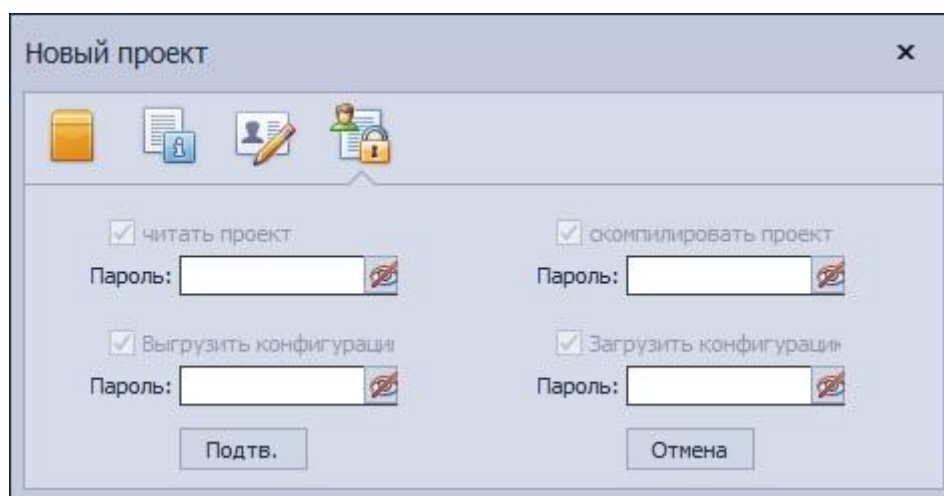 Новый проект
читать проект
скомпилировать проект
Пароль:
Пароль:
Выгрузить конфигураци
Загрузить конфигураци
Пароль:
Пароль:
Подтв.
Отмена